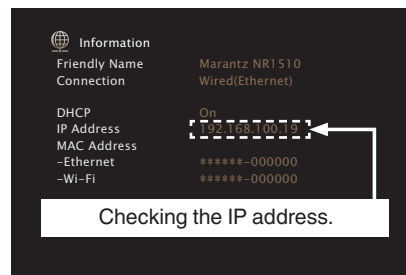 Information
Friendly Name Marantz NR1510
Connection Wired(Ethernet)
DHCP On
IP Address 192.168.100.19
MAC Address
-Ethernet ******-000000
-Wi-Fi ******-000000
Checking the IP address.